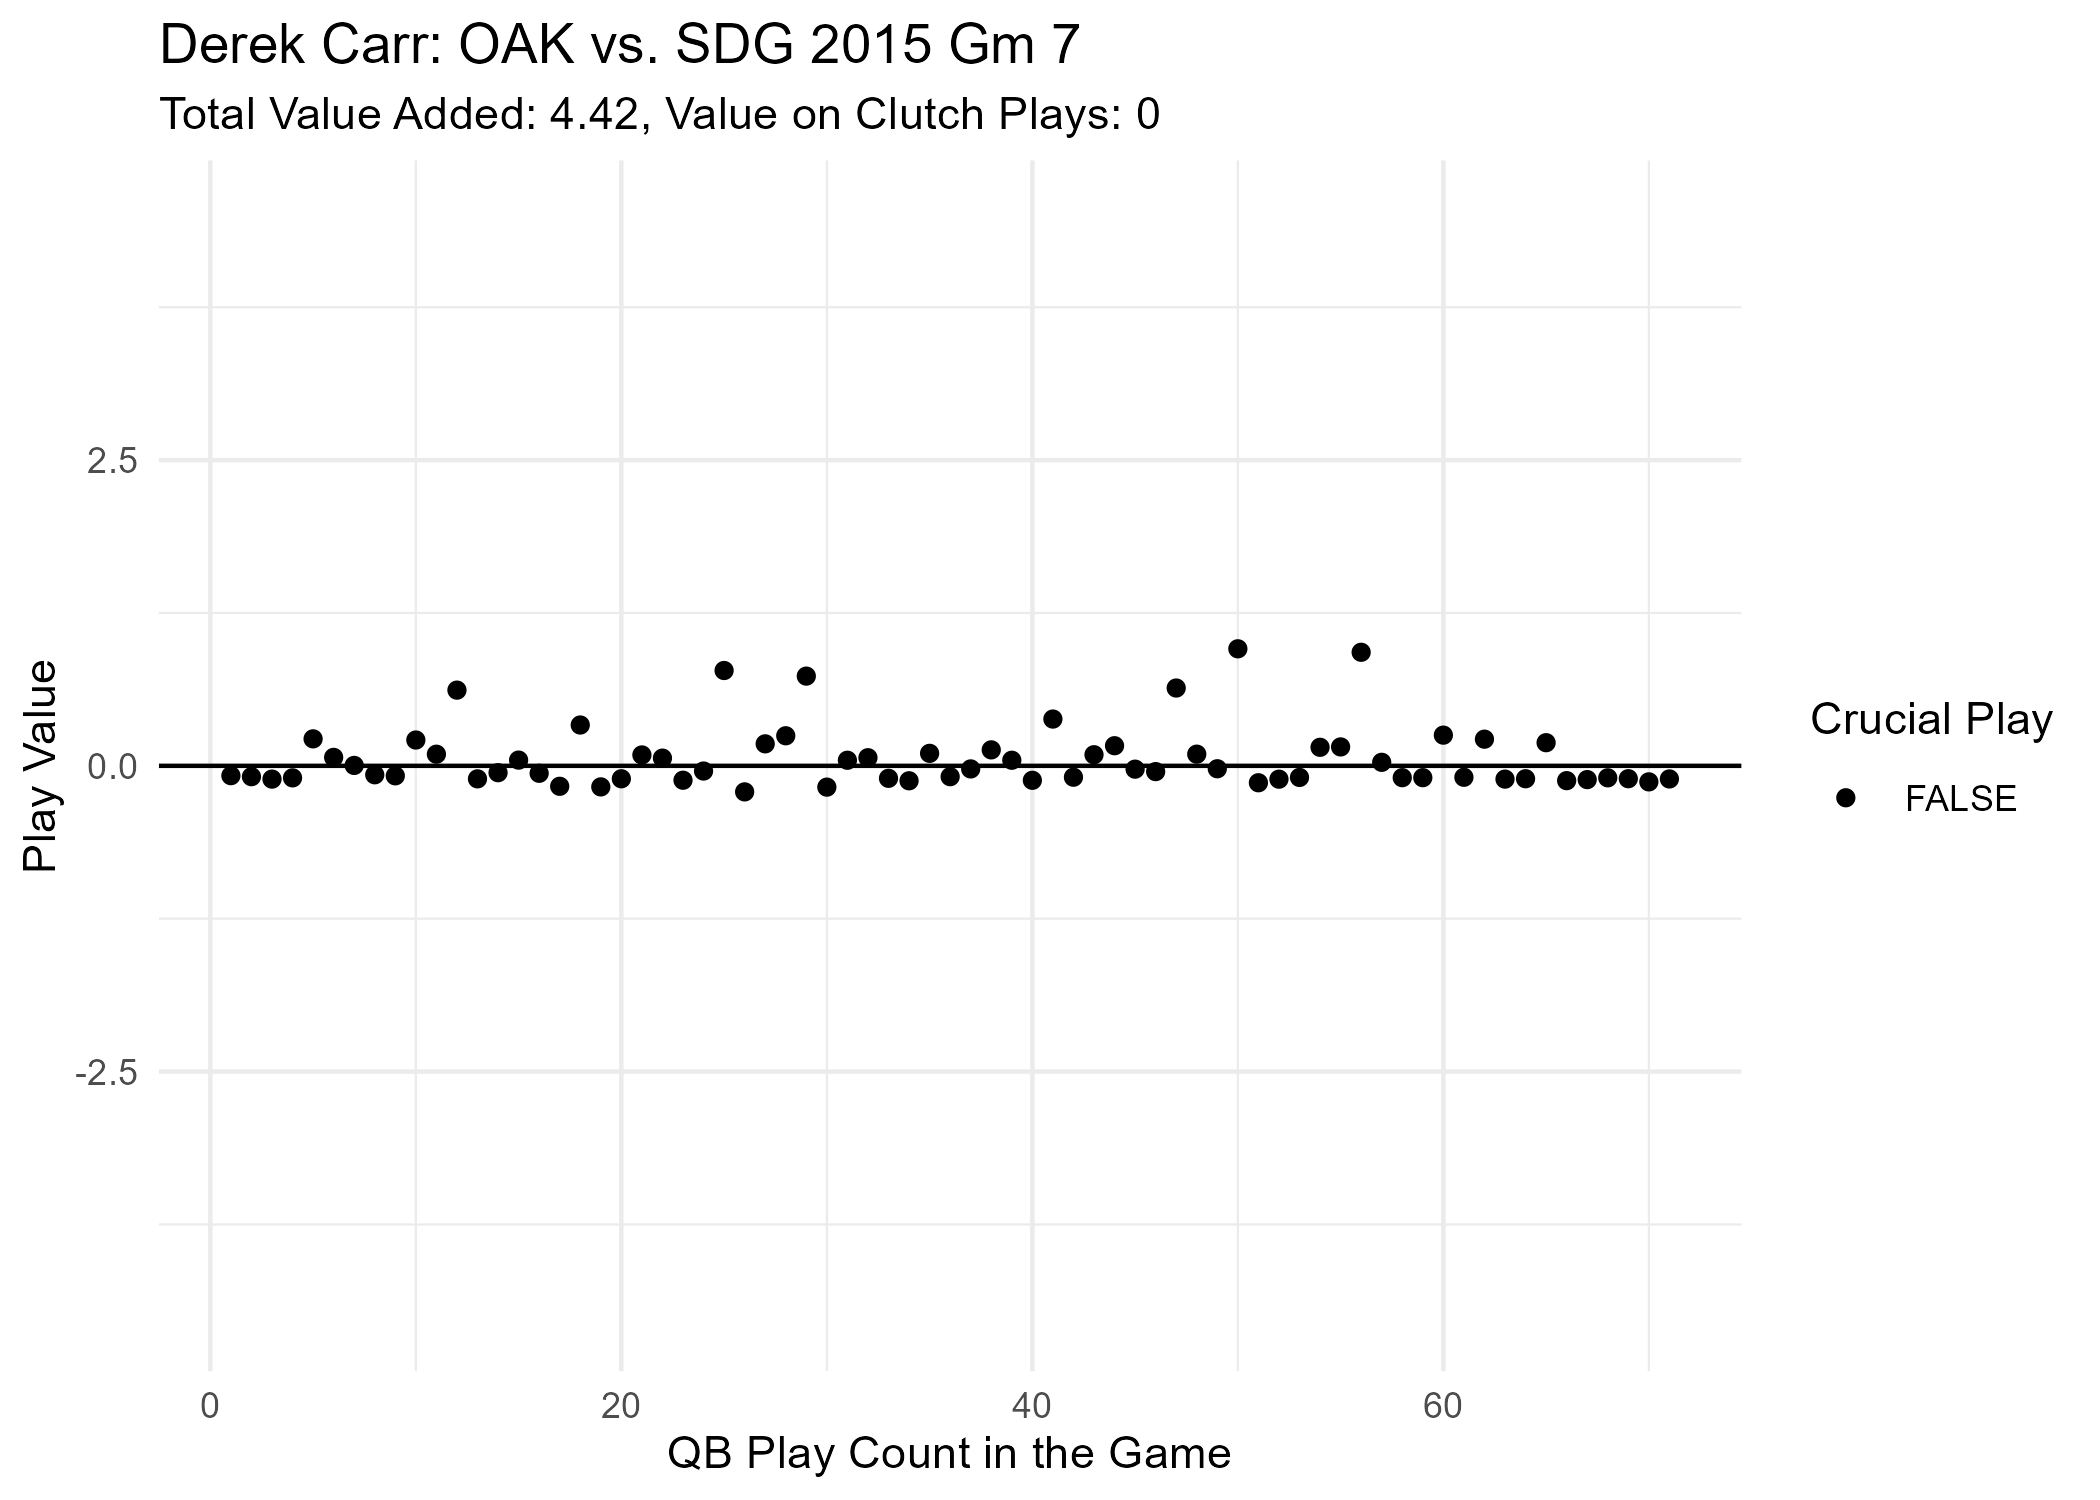 Derek Carr: OAK vs. SDG 2015 Gm 7
Total Value Added: 4.42, Value on Clutch Plays: 0
Play Value
2.5
0.0
-2.5
0 20 40 60
QB Play Count in the Game
Crucial Play
FALSE